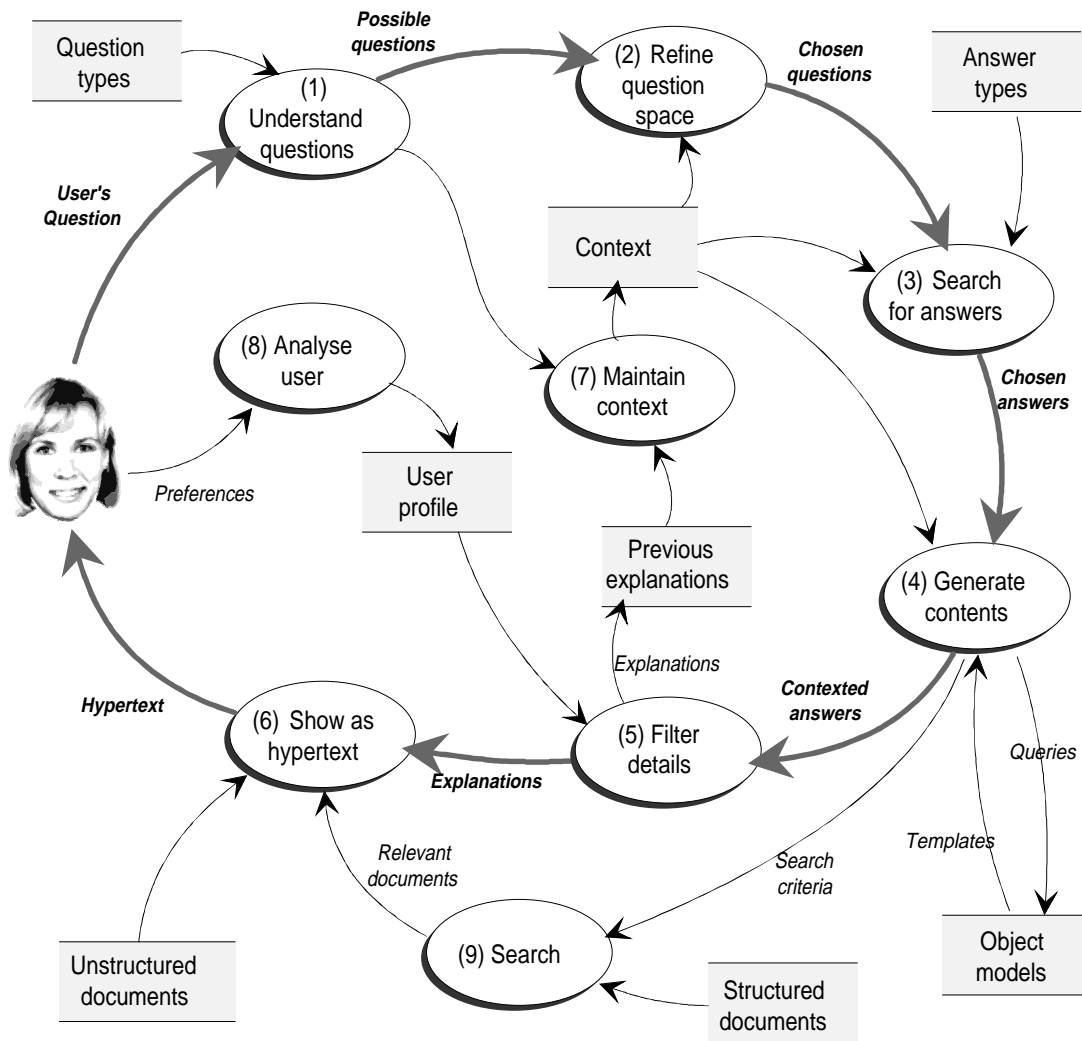 Question
types
Possible
questions
(1)
Understand
questions
(2) Refine
question
space
Chosen
questions
Answer
types
User's
Question
Context
(3) Search
for answers
(8) Analyse
user
(7) Maintain
context
Chosen
answers
Preferences
User
profile
Previous
explanations
(4) Generate
contents
Explanations
Hypertext
(6) Show as
hypertext
Explanations
(5) Filter
details
Contexted
answers
Queries
Templates
Relevant
documents
Search
criteria
Unstructured
documents
(9) Search
Structured
documents
Object
models